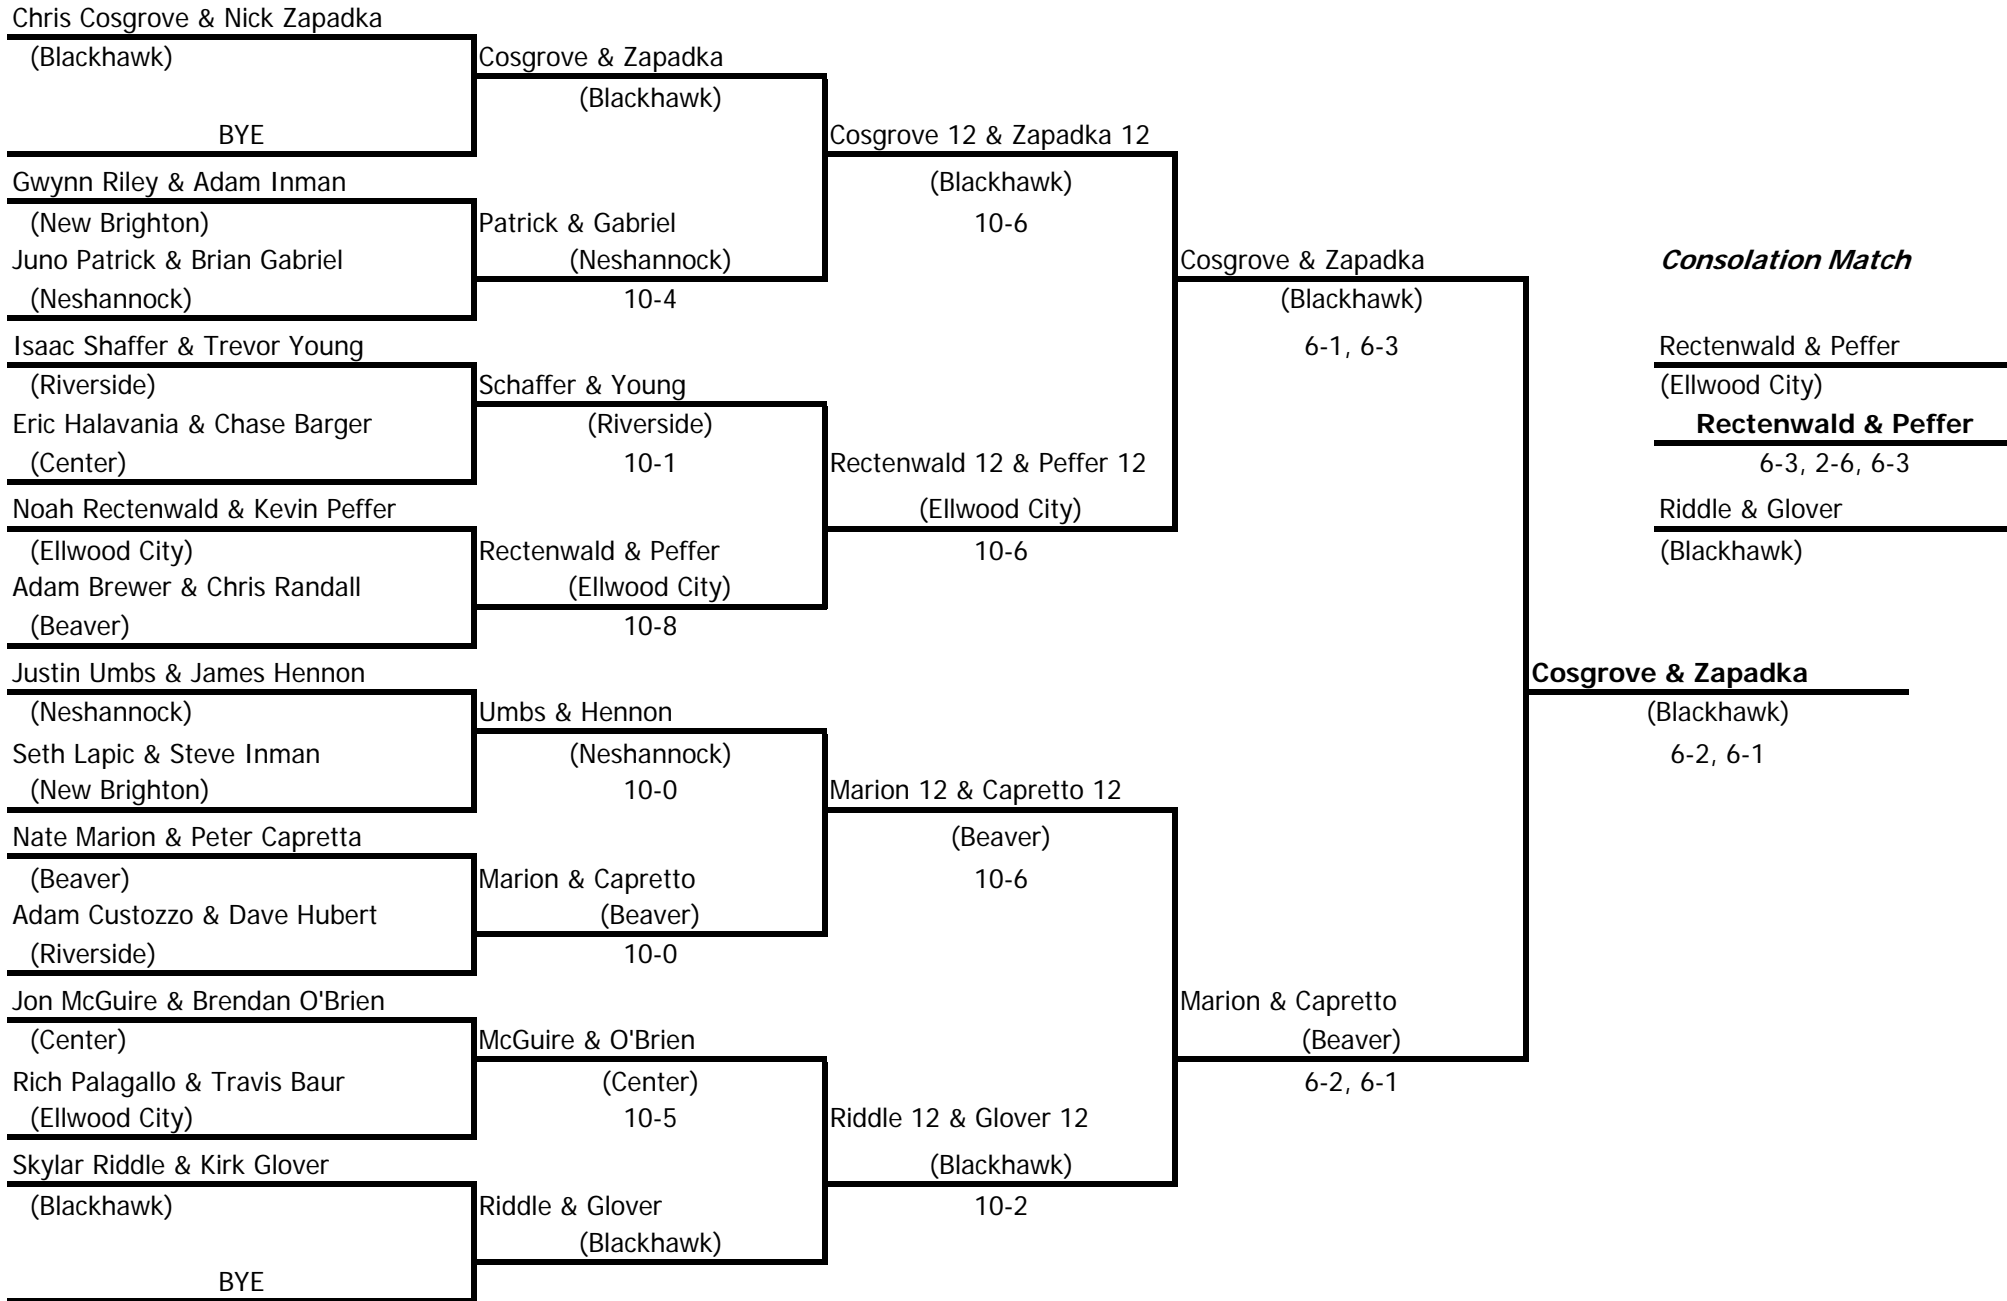 Chris Cosgrove & Nick Zapadka
(Blackhawk)
BYE
Gwynn Riley & Adam Inman
(New Brighton)
Juno Patrick & Brian Gabriel
(Neshannock)
Isaac Shaffer & Trevor Young
(Riverside)
Eric Halavania & Chase Barger
(Center)
Noah Rectenwald & Kevin Peffer
(Ellwood City)
Adam Brewer & Chris Randall
(Beaver)
Justin Umbs & James Hennon
(Neshannock)
Seth Lapic & Steve Inman
(New Brighton)
Nate Marion & Peter Capretta
(Beaver)
Adam Custozzo & Dave Hubert
(Riverside)
Jon McGuire & Brendan O'Brien
(Center)
Rich Palagallo & Travis Baur
(Ellwood City)
Skylar Riddle & Kirk Glover
(Blackhawk)
BYE
Cosgrove & Zapadka
(Blackhawk)
Patrick & Gabriel
(Neshannock)
10-4
Schaffer & Young
(Riverside)
10-1
Rectenwald & Peffer
(Ellwood City)
10-8
Umbs & Hennon
(Neshannock)
10-0
Marion & Capretto
(Beaver)
10-0
McGuire & O'Brien
(Center)
10-5
Riddle & Glover
(Blackhawk)
Cosgrove 12 & Zapadka 12
(Blackhawk)
10-6
Rectenwald 12 & Peffer 12
(Ellwood City)
10-6
Marion 12 & Capretto 12
(Beaver)
10-6
Riddle 12 & Glover 12
(Blackhawk)
10-2
Cosgrove & Zapadka
(Blackhawk)
6-1, 6-3
Marion & Capretto
(Beaver)
6-2, 6-1
Cosgrove & Zapadka
(Blackhawk)
6-2, 6-1
Consolation Match
Rectenwald & Peffer
(Ellwood City)
Rectenwald & Peffer
6-3, 2-6, 6-3
Riddle & Glover
(Blackhawk)